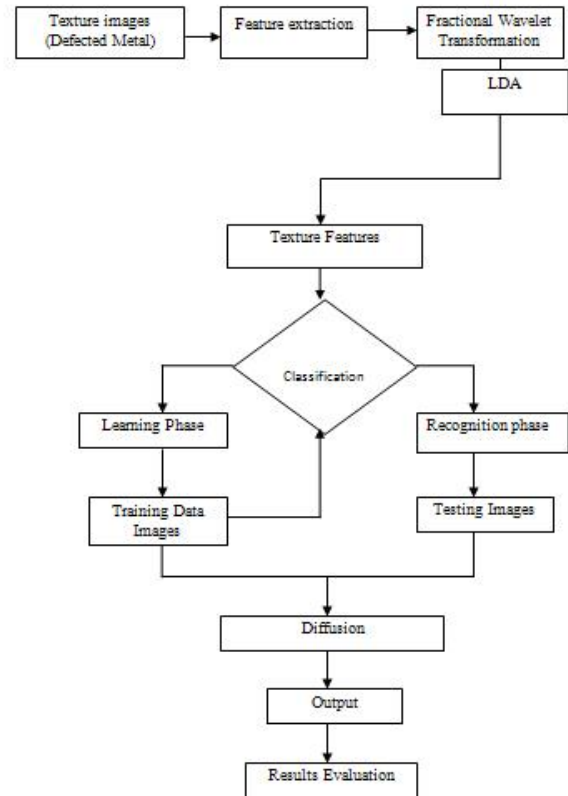 Texture images
(Defected Metal)
Feature extraction
Fractional Wavelet
Transformation
LDA
Texture Features
Classification
Learning Phase
Recognition phase
Training Data
Images
Testing Images
Diffusion
Output
Results Evaluation